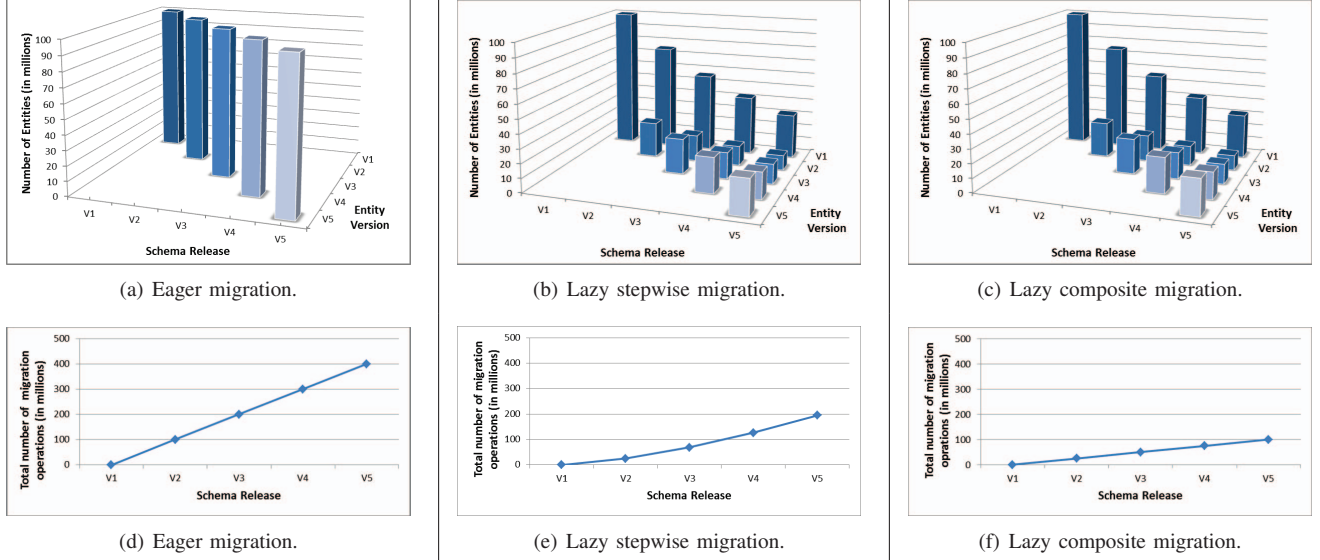 Number of Entities (in millions)
100
90
80
70
60
50
40
30
20
10
0
V1
V2
V3
V4
V5
V1
V2
V3
V4
V5
Entity
Version
Schema Release
(a) Eager migration.
Number of Entities (in millions)
100
90
80
70
60
50
40
30
20
10
0
V1
V2
V3
V4
V5
V1
V2
V3
V4
V5
Entity
Version
Schema Release
(b) Lazy stepwise migration.
Number of Entities (in millions)
100
90
80
70
60
50
40
30
20
10
0
V1
V2
V3
V4
V5
V1
V2
V3
V4
V5
Entity
Version
Schema Release
(c) Lazy composite migration.
Total number of migration
operations (in millions)
500
400
300
200
100
0
V1
V2
V3
V4
V5
Schema Release
(d) Eager migration.
Total number of migration
operations (in millions)
500
400
300
200
100
0
V1
V2
V3
V4
V5
Schema Release
(e) Lazy stepwise migration.
Total number of migration
oprations (in millions)
500
400
300
200
100
0
V1
V2
V3
V4
V5
Schema Release
(f) Lazy composite migration.